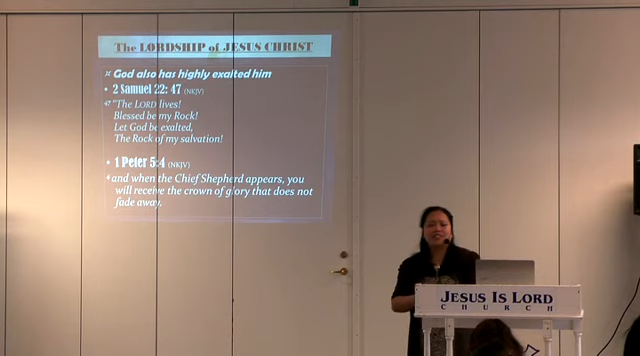 The LORDSHIP of JESUS CHRIST
God also has highly exalted him
• 2 Samuel 22: 47 (NKJV)
47 "The LORD lives!
Blessed be my Rock!
Let God be exalted,
The Rock of my salvation!
• 1 Peter 5:4 (NKJV)
4 and when the Chief Shepherd appears, you
will receive the crown of glory that does not
fade away.
JESUS IS LORD
CHURCH